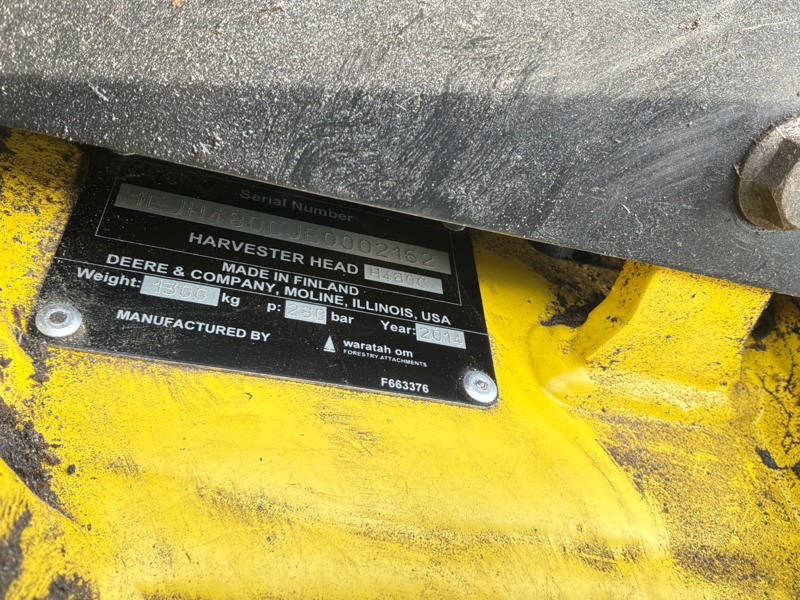 Serial Number
HARVESTER HEAD H480C
MADE IN FINLAND
DEERE & COMPANY, MOLINE, ILLINOIS, USA
Weight: 1300 kg p: 280 bar Year: 2014
MANUFACTURED BY
waratah om
FORESTRY ATTACHMENTS
F663376